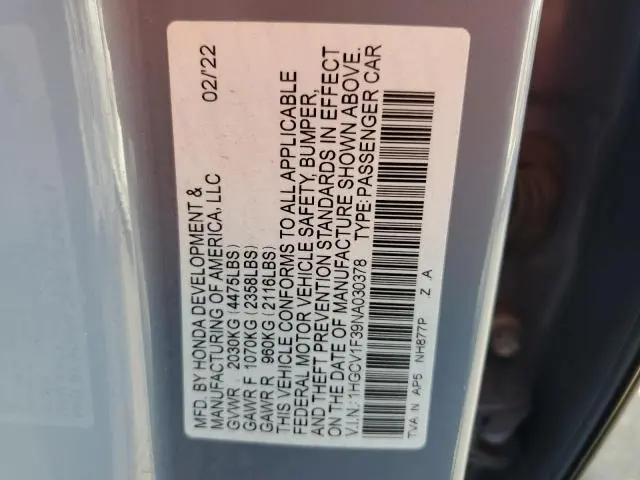 MFD. BY HONDA DEVELOPMENT & 02/'22
MANUFACTURING OF AMERICA, LLC
GVWR 2030KG (4475LBS)
GAWR F 1070KG (2358LBS)
GAWR R 960KG (2116LBS)
THIS VEHICLE CONFORMS TO ALL APPLICABLE
FEDERAL MOTOR VEHICLE SAFETY, BUMPER,
AND THEFT PREVENTION STANDARDS IN EFFECT
ON THE DATE OF MANUFACTURE SHOWN ABOVE.
V.I.N.:1HGCV1F39NA030378 TYPE:PASSENGER CAR
TVA N AP5 NH877P Z A